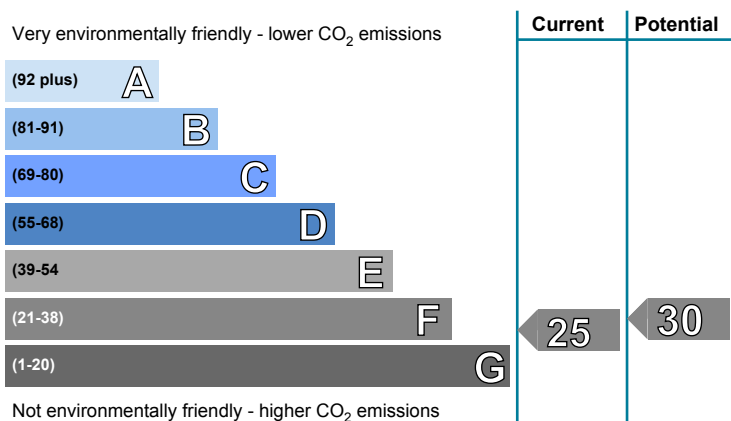 Current Potential
Very environmentally friendly - lower CO2 emissions
(92 plus) A
(81-91) B
(69-80) C
(55-68) D
(39-54 E
(21-38) F 25 30
(1-20) G
Not environmentally friendly - higher CO2 emissions